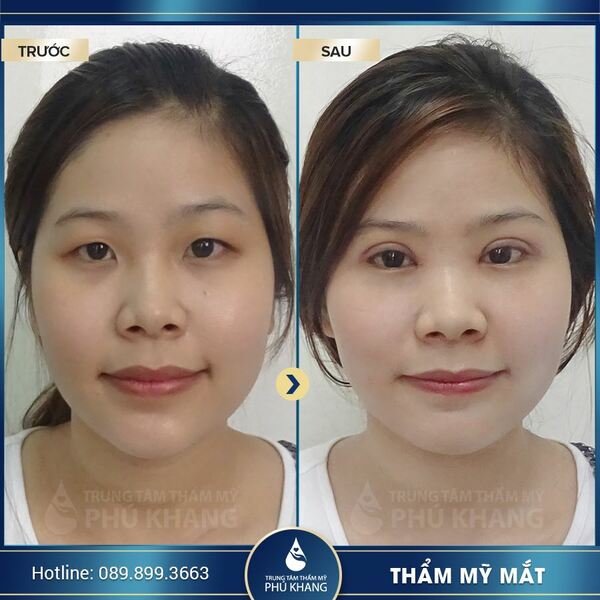 TRƯỚC
SAU
TRUNG TÂM THẨM MỸ
PHÚ KHANG
TRUNG TÂM THẨM MỸ
PHÚ KHANG
Hotline: 089.899.3663
TRUNG TÂM THẨM MỸ
PHÚ KHANG
THẨM MỸ MẮT